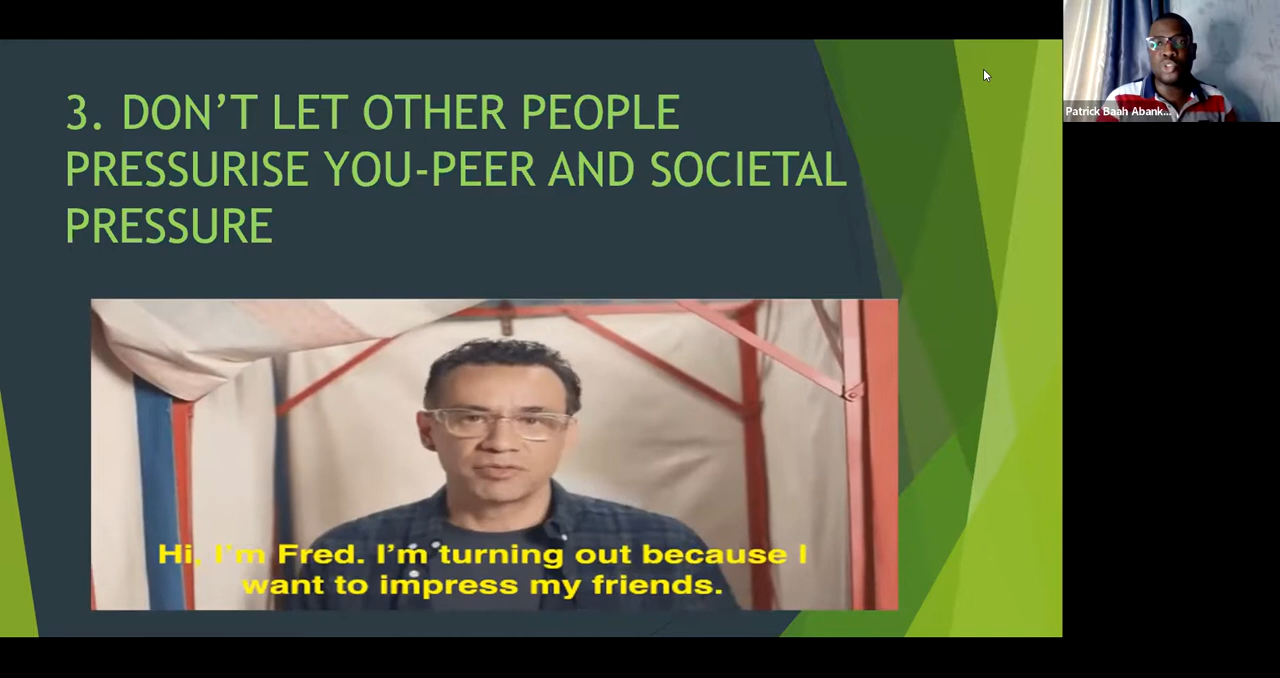 3. DON’T LET OTHER PEOPLE
PRESSURISE YOU-PEER AND SOCIETAL
PRESSURE
Hi, I’m Fred. I’m turning out because I
want to impress my friends.
Patrick Baah Abank...